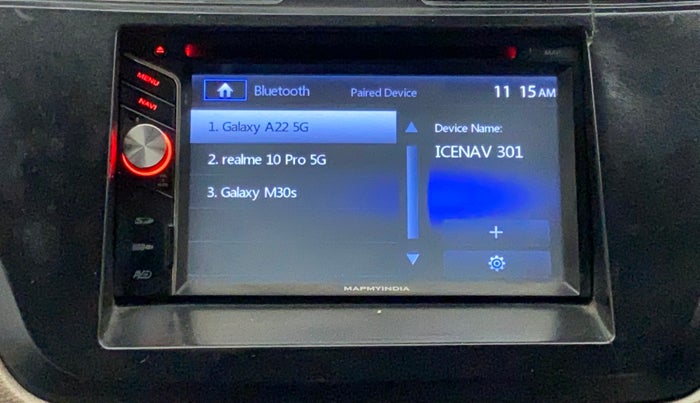 MAP
MENU
NAVI
Bluetooth
Paired Device
11 15 AM
1. Galaxy A22 5G
2. realme 10 Pro 5G
3. Galaxy M30s
Device Name:
ICENAV 301
+
MAPMYINDIA